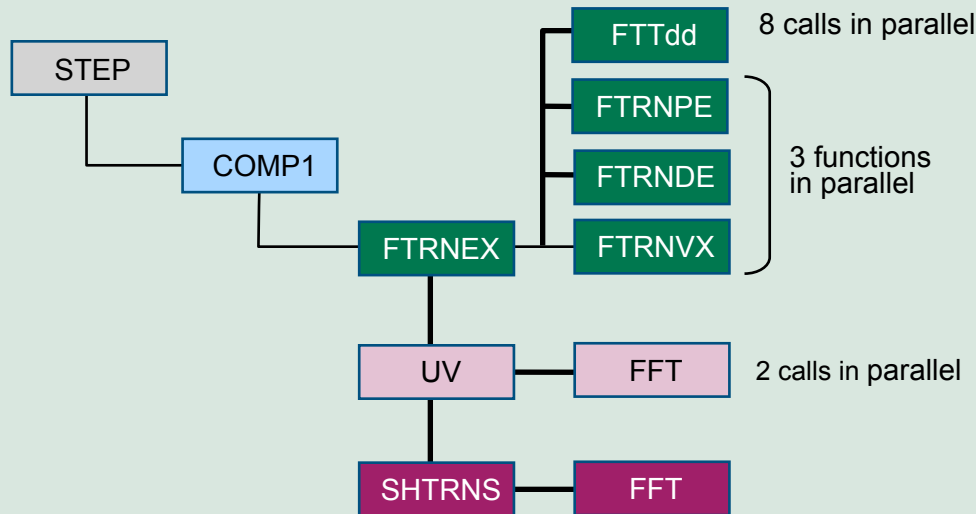 FTTdd
8 calls in parallel
STEP
FTRNPE
COMP1
3 functions
in parallel
FTRNDE
FTRNEX
FTRNVX
UV
FFT
2 calls in parallel
SHTRNS
FFT